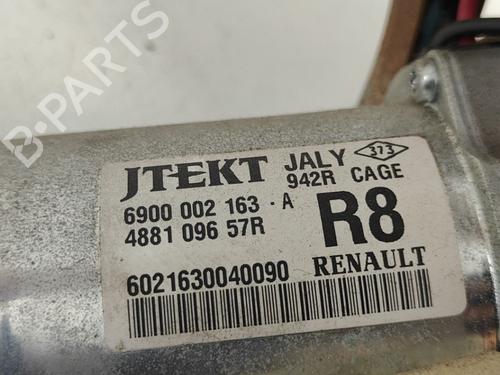 B-PARTS
JTEKT JALY 373
942R CAGE
6900 002 163 · A
4881 096 57R
R8
6021630040090 RENAULT